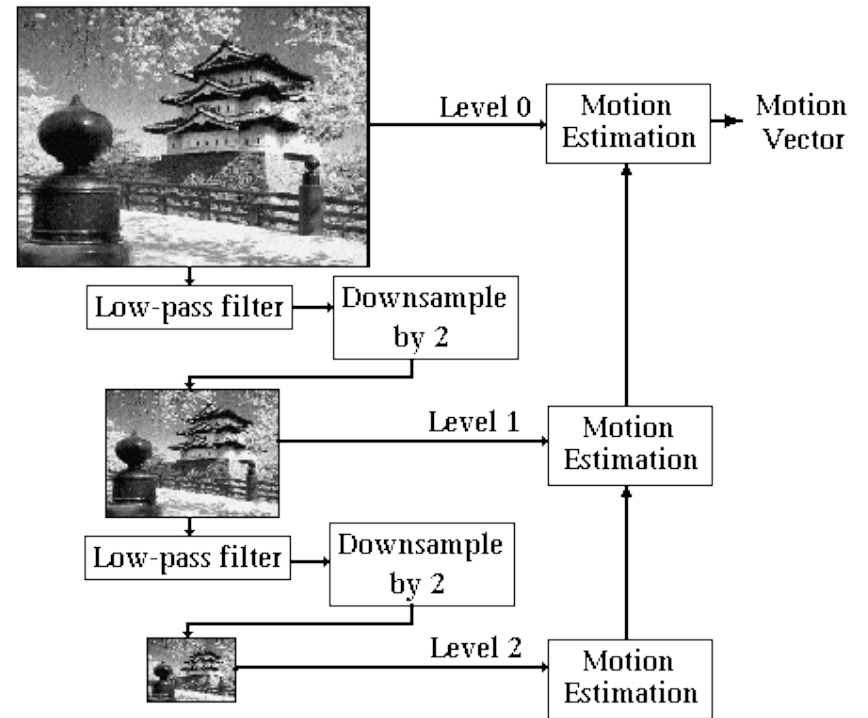 Level 0
Motion
Estimation
Motion
Vector
Low-pass filter
Downsample
by 2
Level 1
Motion
Estimation
Low-pass filter
Downsample
by 2
Level 2
Motion
Estimation